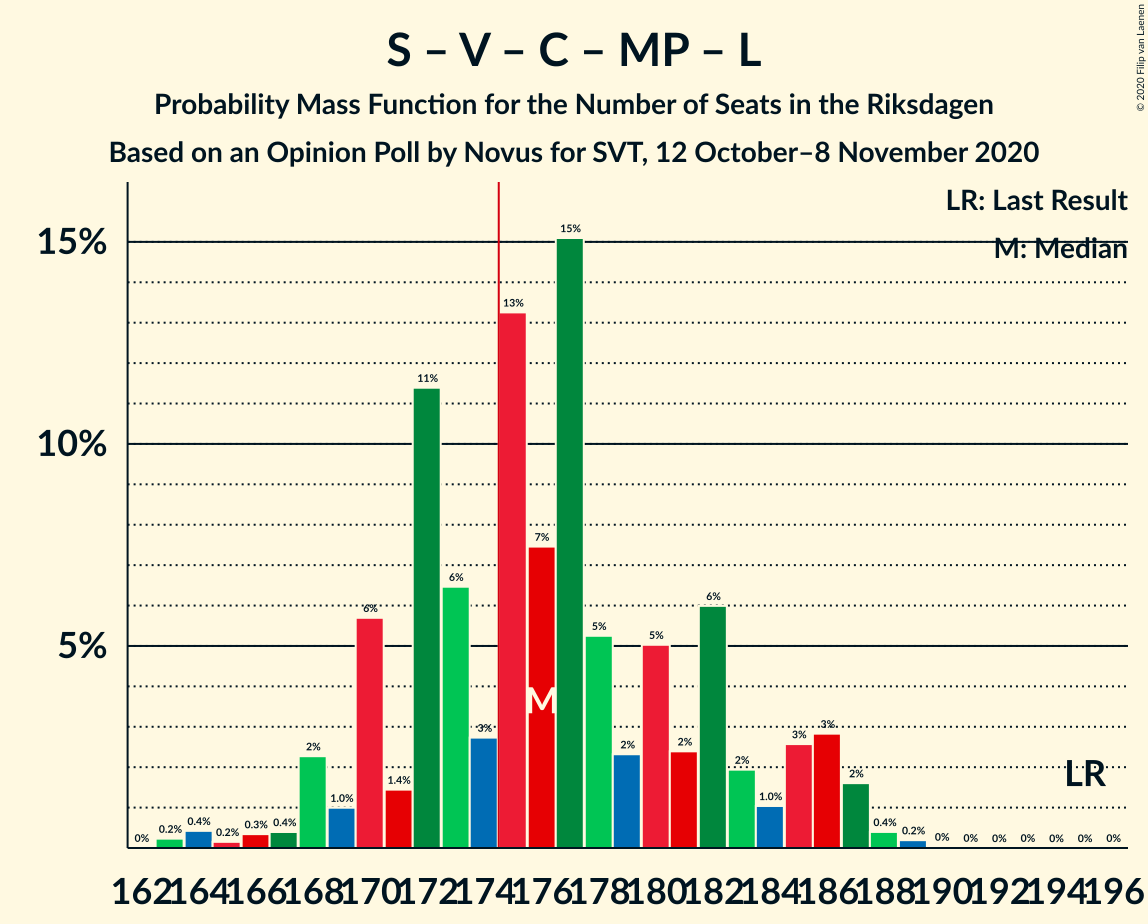 © 2020 Filip van Laenen
S – V – C – MP – L
Probability Mass Function for the Number of Seats in the Riksdagen
Based on an Opinion Poll by Novus for SVT, 12 October–8 November 2020
LR: Last Result
M: Median
15%
10%
5%
0% 0.2% 0.4% 0.2% 0.3% 0.4% 2% 1.0% 6% 1.4% 11% 6% 3% 13% 7% 15% 5% 2% 5% 2% 6% 2% 1.0% 3% 3% 2% 0.4% 0.2% 0% 0% 0% 0% 0% 0% 0%
M
LR
162 164 166 168 170 172 174 176 178 180 182 184 186 188 190 192 194 196